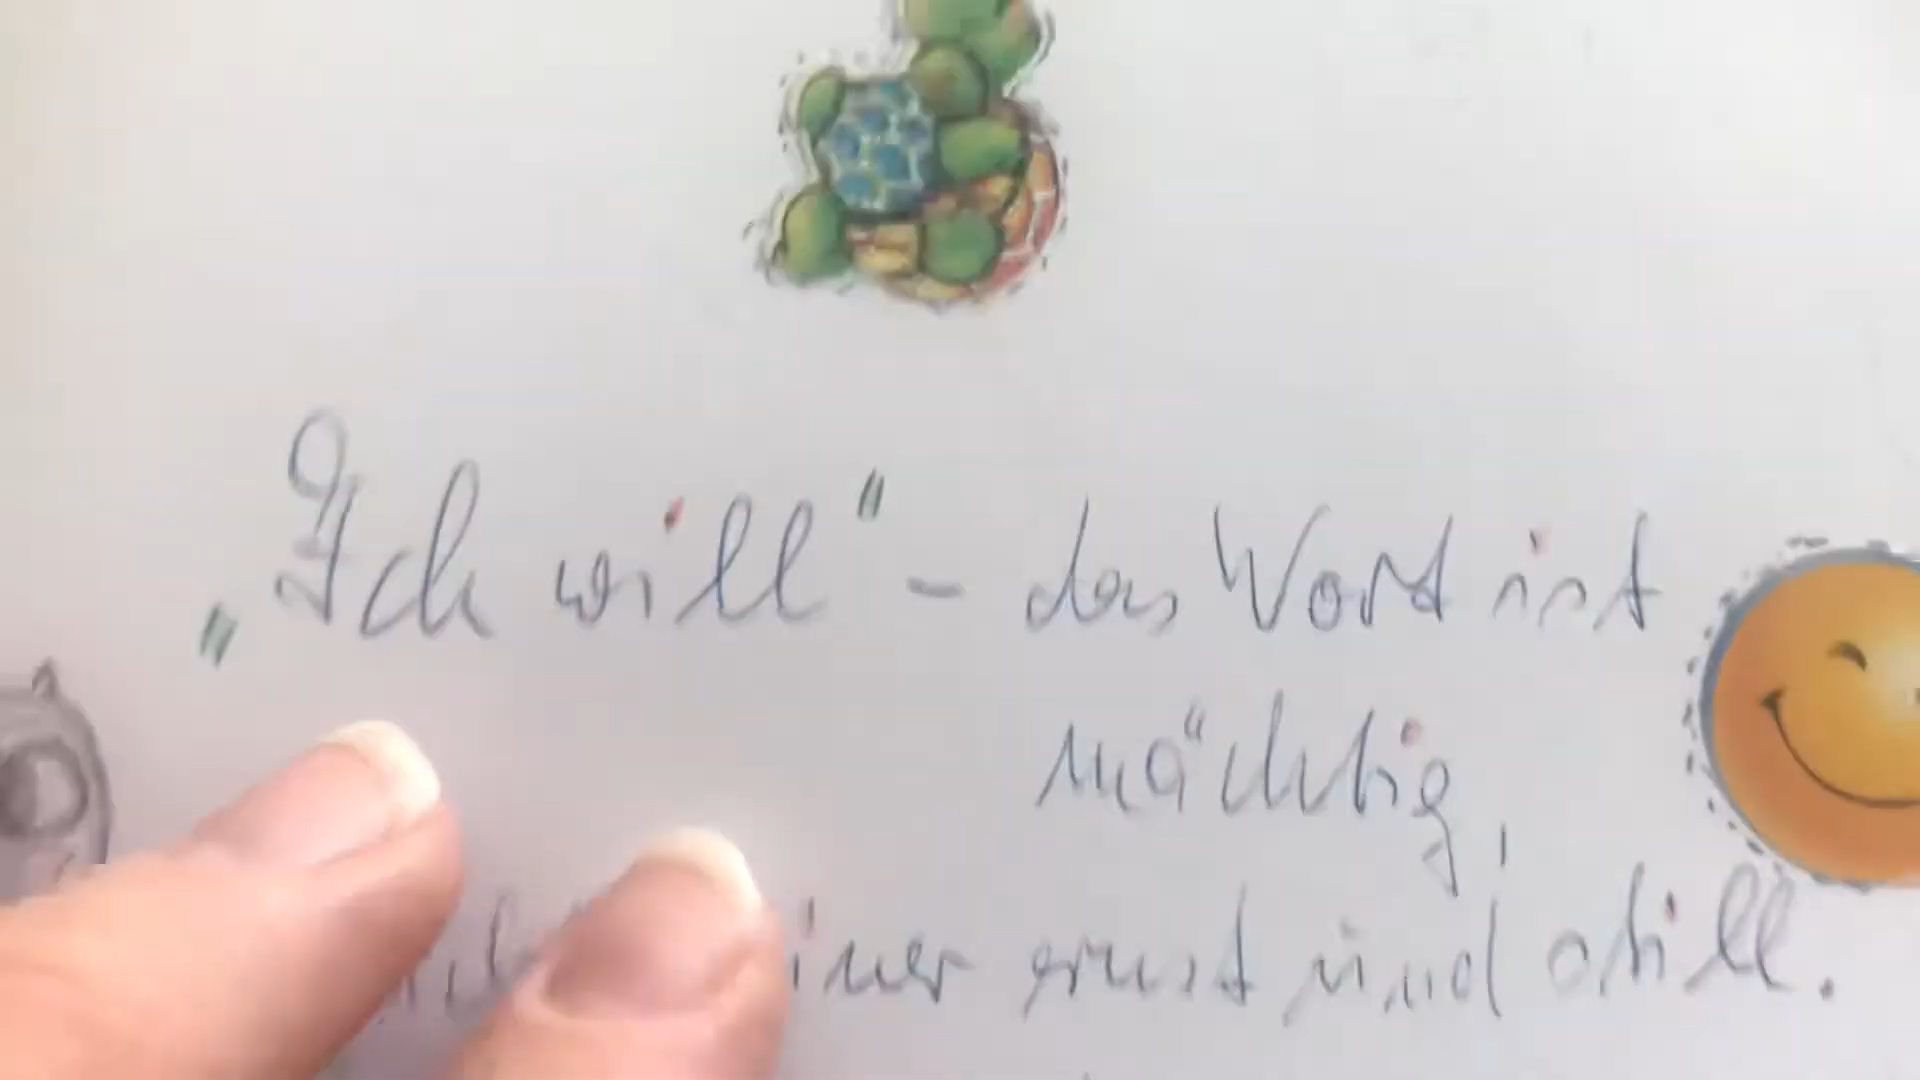 „Ich will" - das Wort ist
mächtig,
ernst und still.